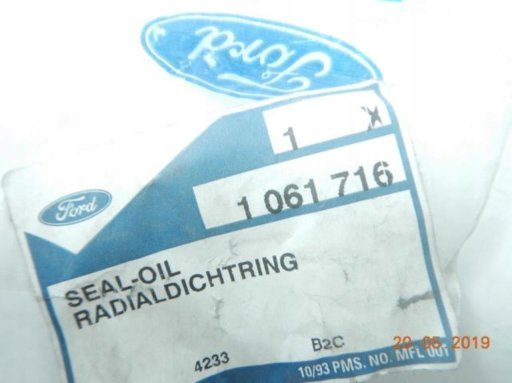 Ford
1 X
1 061 716
Ford
SEAL-OIL
RADIALDICHTRING
4233 B2C
20.06.2019
10/93 PMS. NO. MFL 001